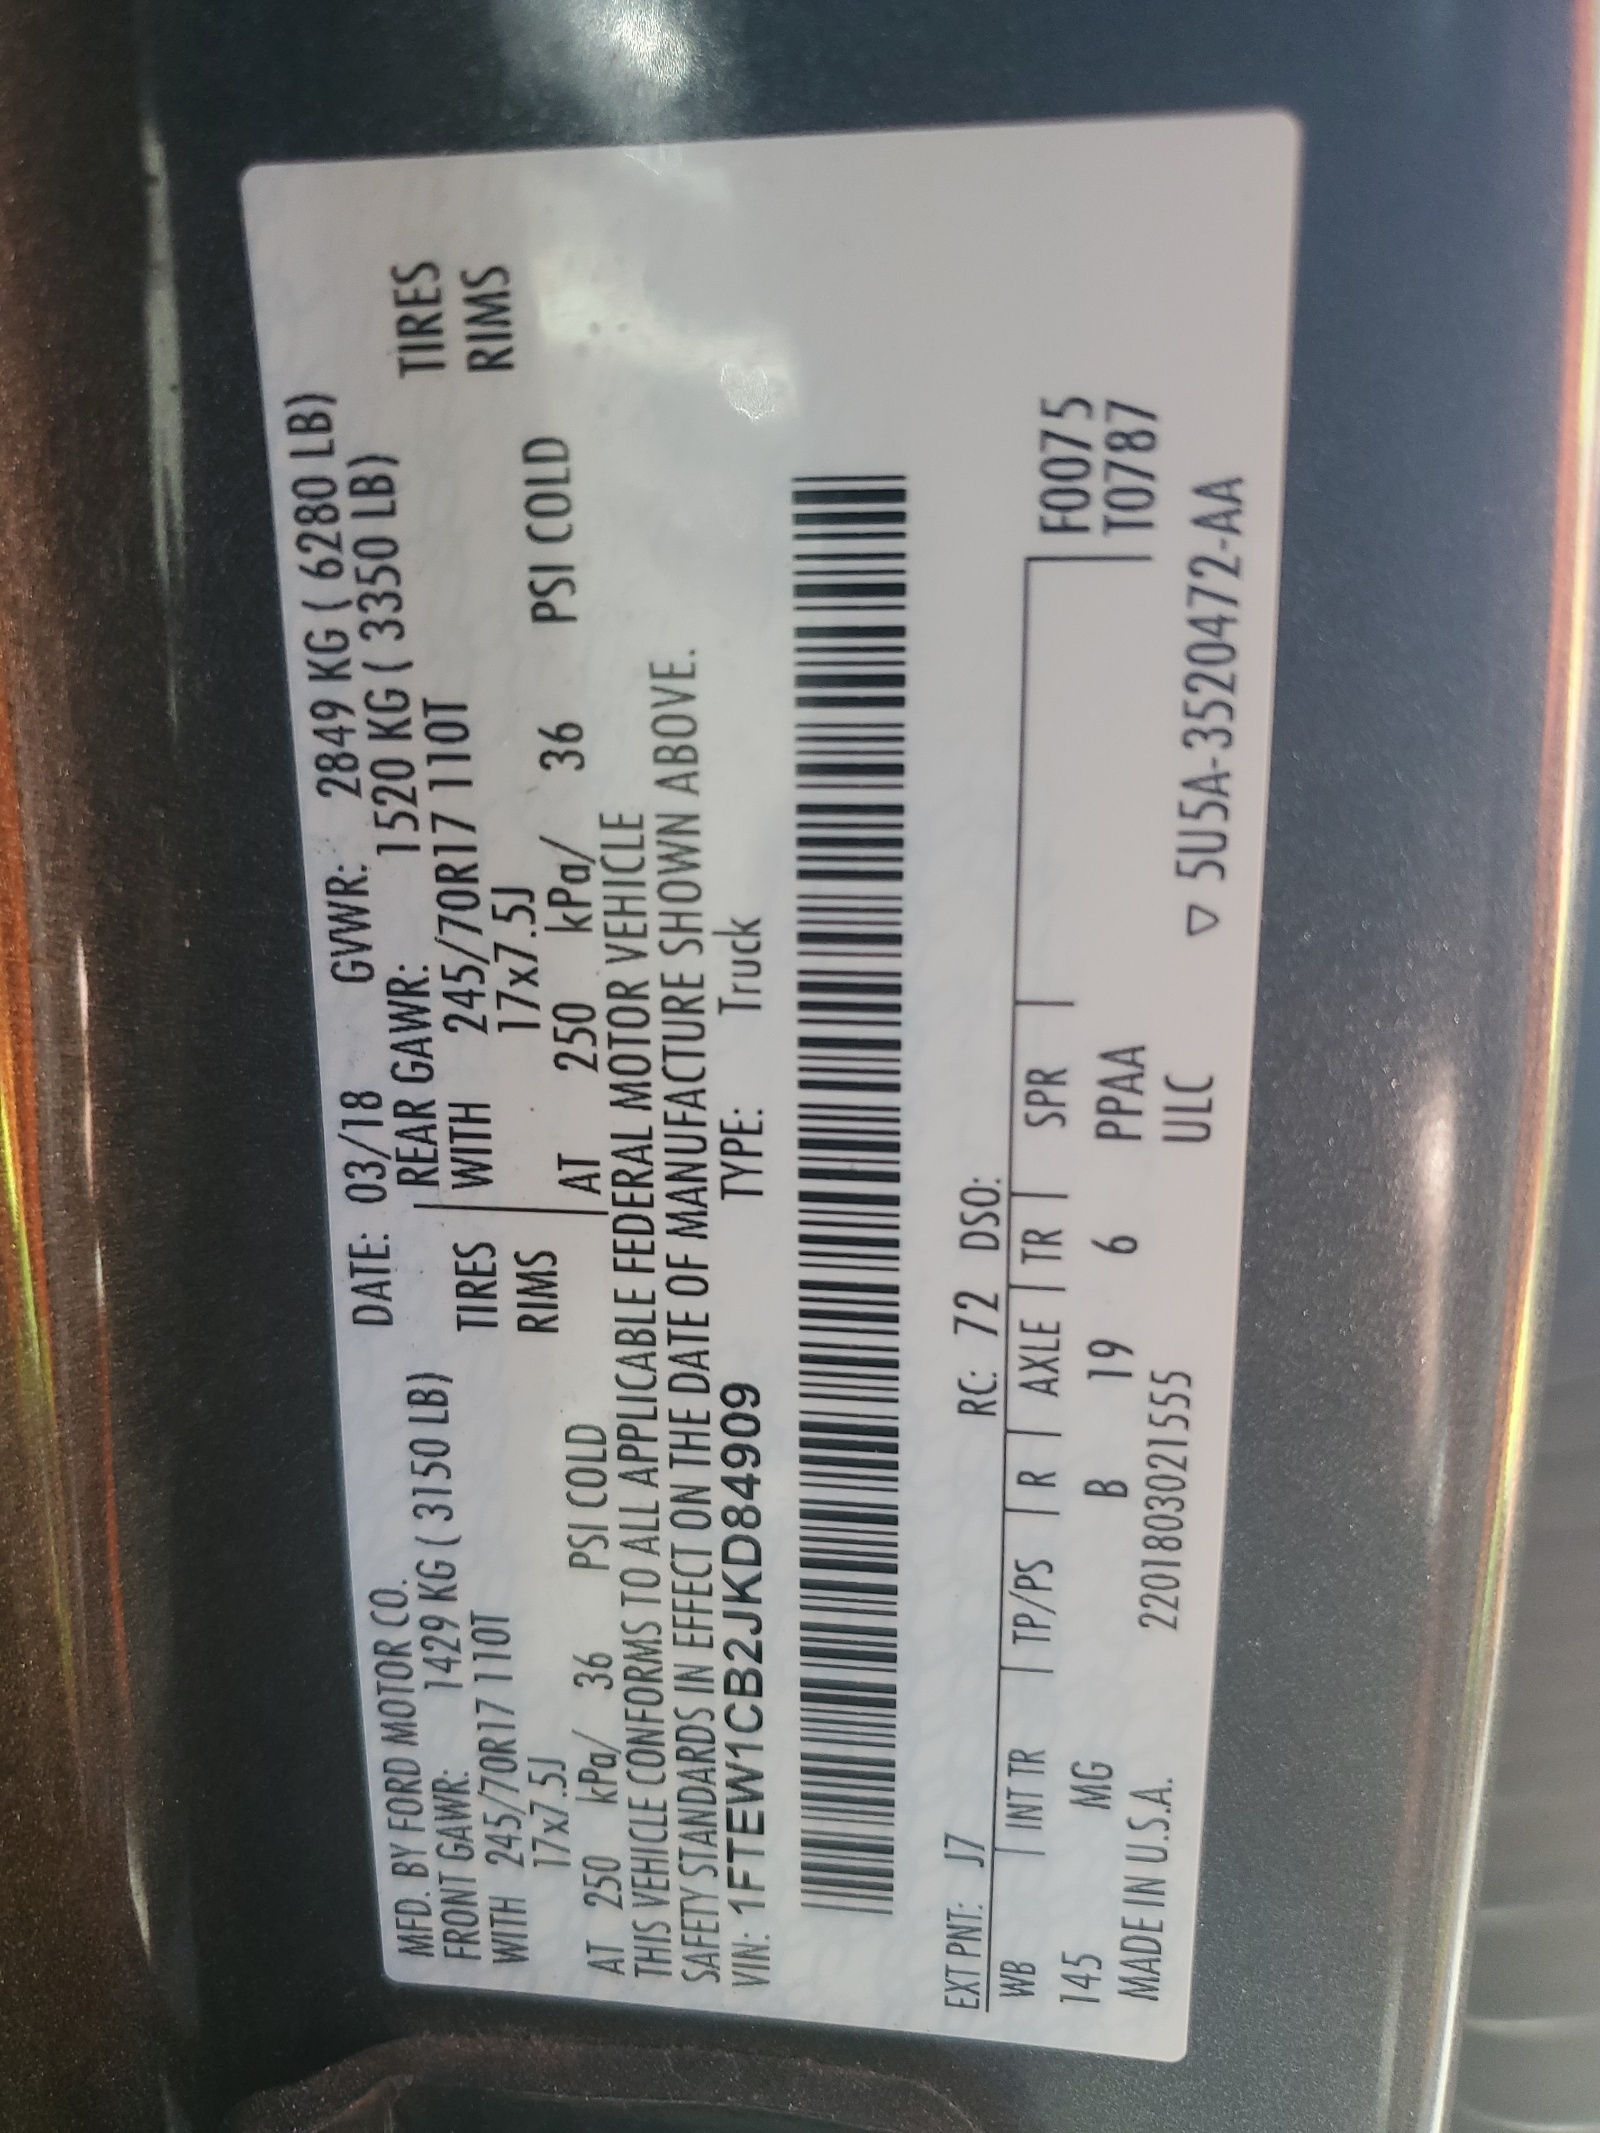 MFD. BY FORD MOTOR CO. DATE: 03/18 GVWR: 2849 KG ( 6280 LB)
FRONT GAWR: 1429 KG ( 3150 LB) REAR GAWR: 1520 KG ( 3350 LB)
WITH 245/70R17 110T TIRES WITH 245/70R17 110T TIRES
17x7.5J RIMS 17x7.5J RIMS
AT 250 kPa/ 36 PSI COLD AT 250 kPa/ 36 PSI COLD
THIS VEHICLE CONFORMS TO ALL APPLICABLE FEDERAL MOTOR VEHICLE
SAFETY STANDARDS IN EFFECT ON THE DATE OF MANUFACTURE SHOWN ABOVE.
VIN: 1FTEW1CB2JKD84909 TYPE: Truck
EXT PNT: J7 RC: 72 DSO:
WB INT TR TP/PS R AXLE TR SPR F0075
145 MG B 19 6 PPAA T0787
MADE IN U.S.A. 2201803021555 ULC ▽ 5U5A-3520472-AA